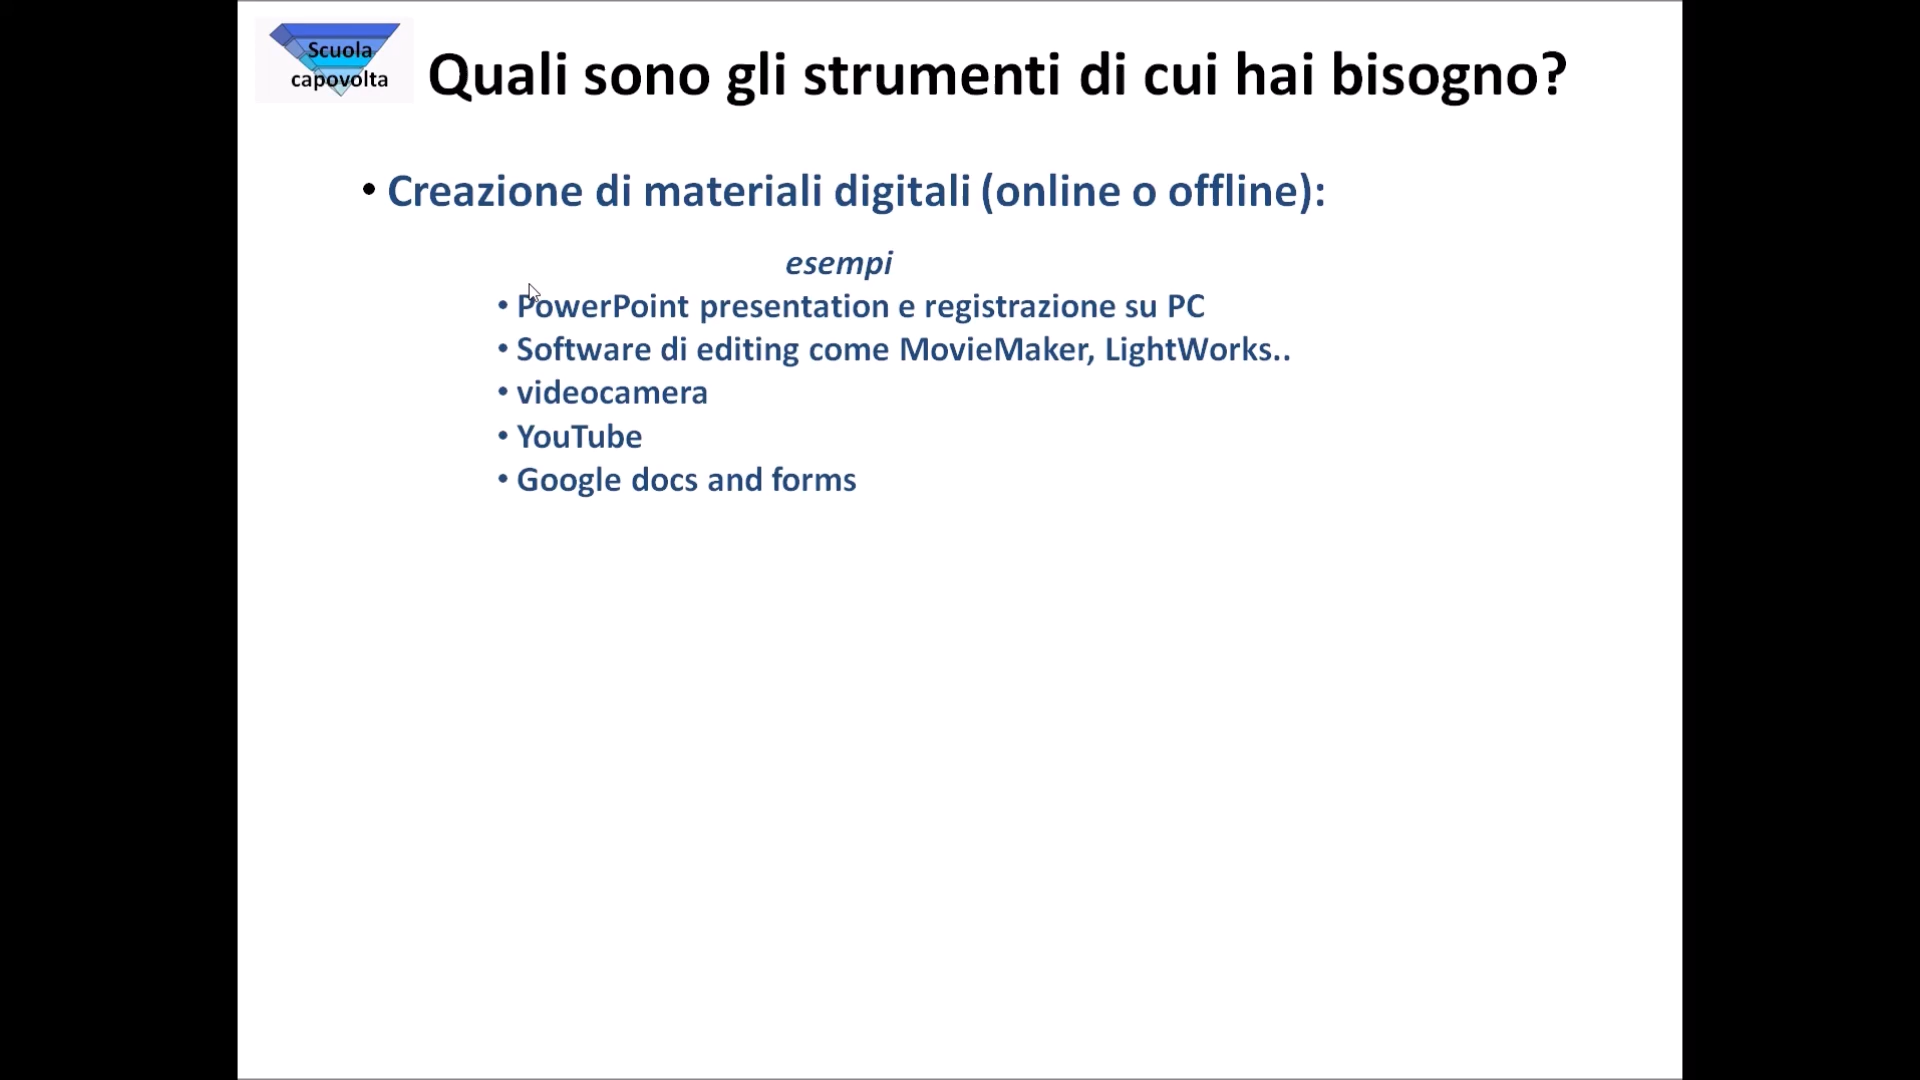 Scuola
capovolta
Quali sono gli strumenti di cui hai bisogno?
• Creazione di materiali digitali (online o offline):
esempi
• PowerPoint presentation e registrazione su PC
• Software di editing come MovieMaker, LightWorks..
• videocamera
• YouTube
• Google docs and forms